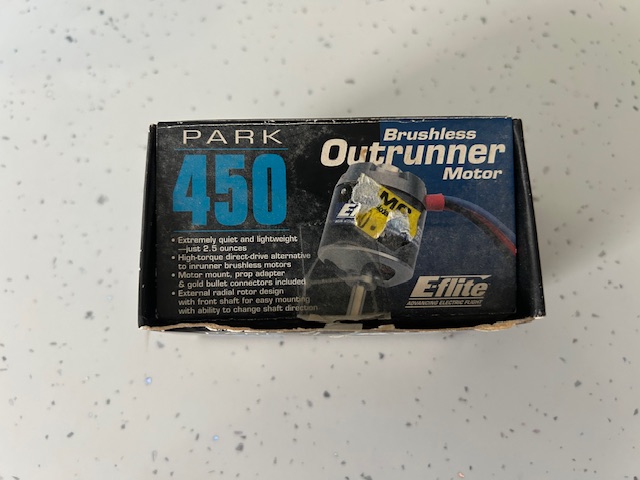 PARK
450
Brushless
Outrunner
Motor
• Extremely quiet and lightweight
—just 2.5 ounces
• High-torque direct-drive alternative
to inrunner brushless motors
• Motor mount, prop adapter
& gold bullet connectors included
• External radial rotor design
with front shaft for easy mounting
with ability to change shaft direction
E-flite
ADVANCING ELECTRIC FLIGHT